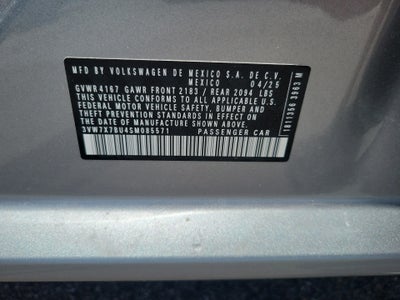 MFD BY VOLKSWAGEN DE MEXICO S.A. DE C.V.
MEXICO 04/25
GVWR 4167 GAWR FRONT 2183 / REAR 2094 LBS
THIS VEHICLE CONFORMS TO ALL APPLICABLE U.S.
FEDERAL MOTOR VEHICLE SAFETY, BUMPER AND
THEFT PREVENTION STANDARDS IN EFFECT ON THE
DATE OF MANUFACTURE SHOWN ABOVE.
3VW7X7BU4SM085571 PASSENGER CAR
1811356 3963 M